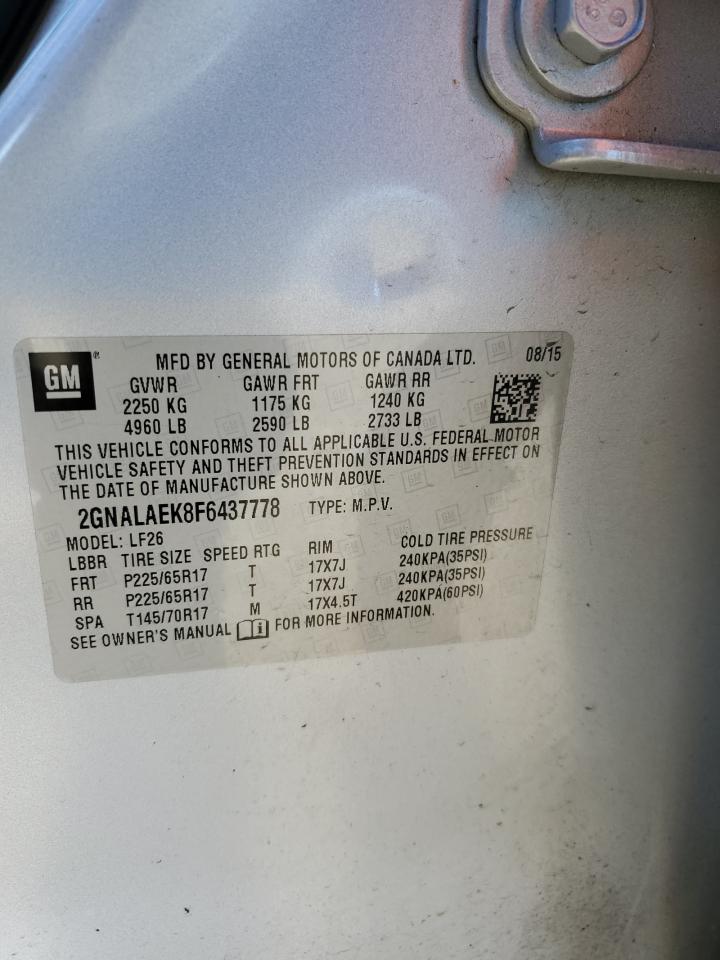 GM® MFD BY GENERAL MOTORS OF CANADA LTD. 08/15
GVWR GAWR FRT GAWR RR
2250 KG 1175 KG 1240 KG
4960 LB 2590 LB 2733 LB
THIS VEHICLE CONFORMS TO ALL APPLICABLE U.S. FEDERAL MOTOR
VEHICLE SAFETY AND THEFT PREVENTION STANDARDS IN EFFECT ON
THE DATE OF MANUFACTURE SHOWN ABOVE.
2GNALAEK8F6437778 TYPE: M.P.V.
MODEL: LF26
LBBR TIRE SIZE SPEED RTG RIM COLD TIRE PRESSURE
FRT P225/65R17 T 17X7J 240KPA(35PSI)
RR P225/65R17 T 17X7J 240KPA(35PSI)
SPA T145/70R17 M 17X4.5T 420KPA(60PSI)
SEE OWNER'S MANUAL FOR MORE INFORMATION.